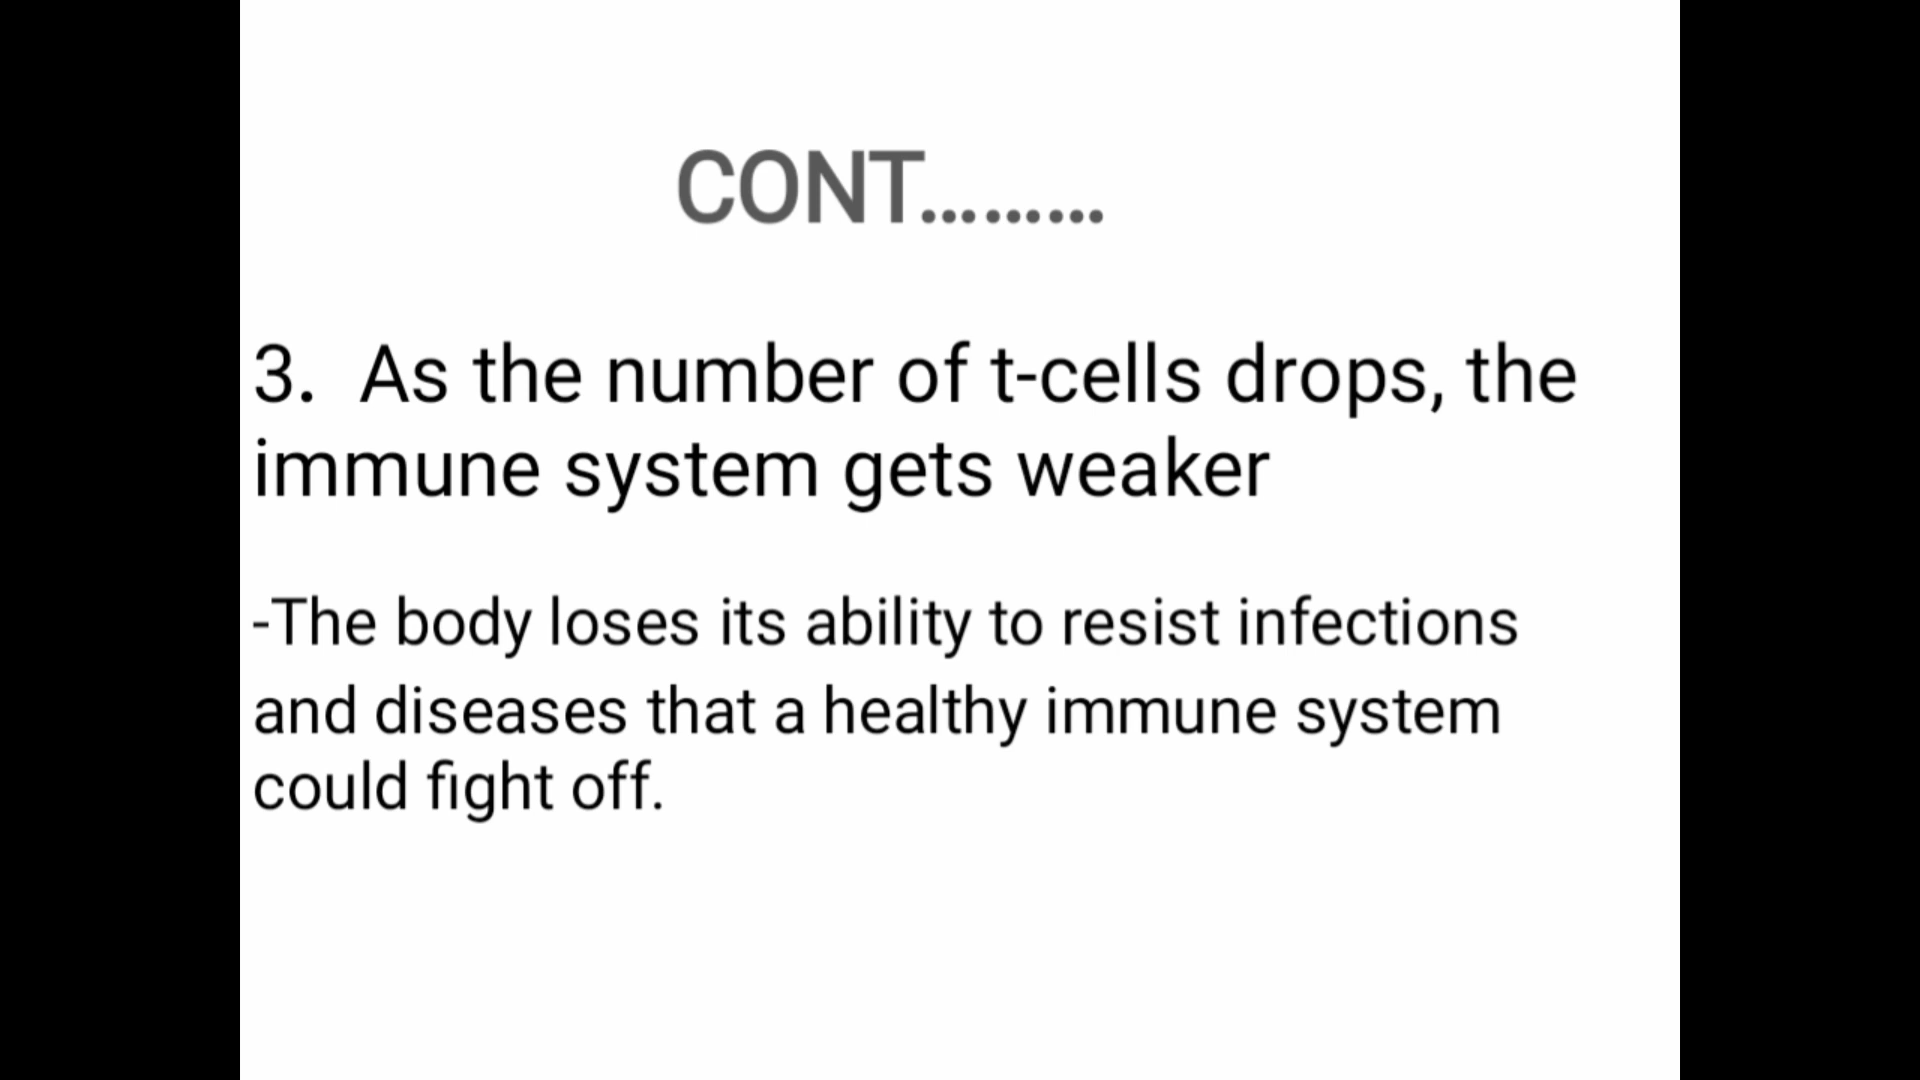 CONT.........
3. As the number of t-cells drops, the
immune system gets weaker
-The body loses its ability to resist infections
and diseases that a healthy immune system
could fight off.